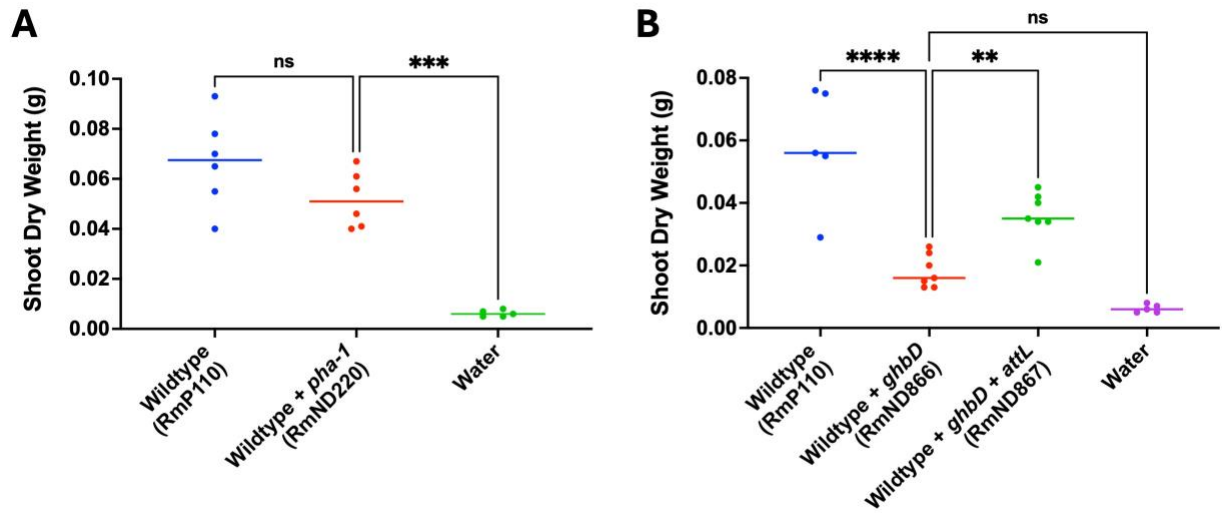 A
Shoot Dry Weight (g)
0.10
0.08
0.06
0.04
0.02
0.00
ns
***
Wildtype
(RmP110)
Wildtype + pha-1
(RmND220)
Water
B
Shoot Dry Weight (g)
0.08
0.06
0.04
0.02
0.00
ns
****
**
Wildtype
(RmP110)
Wildtype + ghbD
(RmND866)
Wildtype + ghbD + attL
(RmND867)
Water